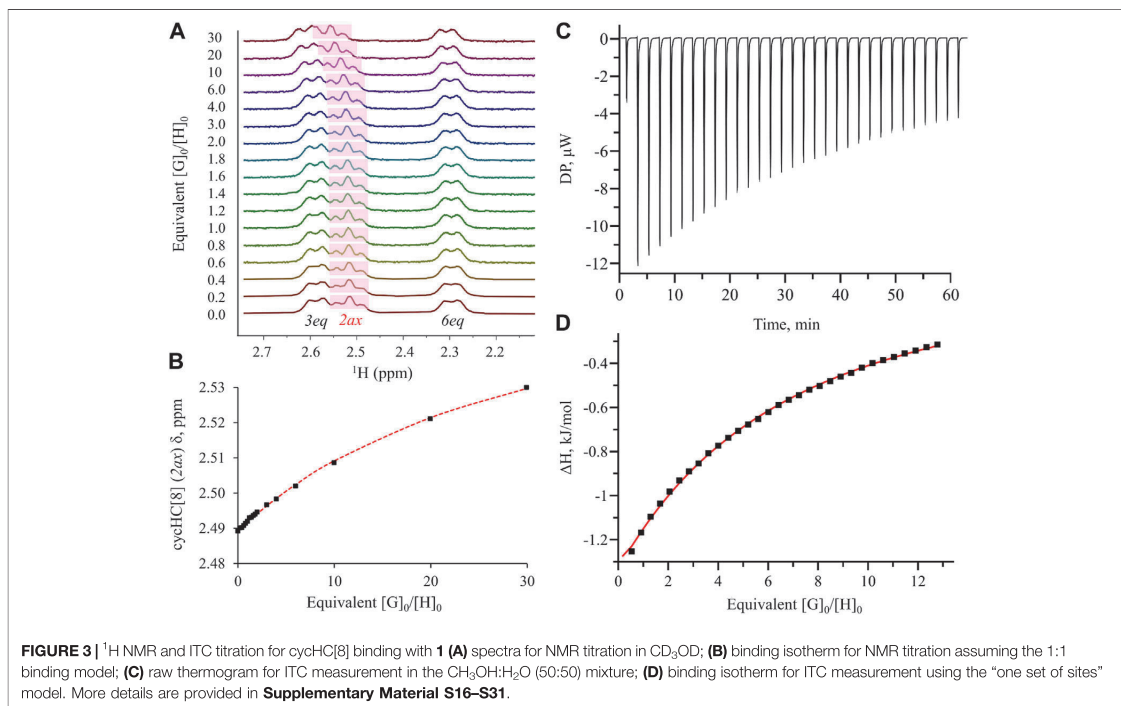 A
Equivalent [G]₀/[H]₀
30
20
10
6.0
4.0
3.0
2.0
1.8
1.6
1.4
1.2
1.0
0.8
0.6
0.4
0.2
0.0
3eq 2ax 6eq
2.7 2.6 2.5 2.4 2.3 2.2
¹H (ppm)
B
cycHC[8] (2ax) δ, ppm
2.53
2.52
2.51
2.50
2.49
2.48
0 10 20 30
Equivalent [G]₀/[H]₀
C
DP, μW
0
-2
-4
-6
-8
-10
-12
0 10 20 30 40 50 60
Time, min
D
ΔH, kJ/mol
-0.4
-0.6
-0.8
-1
-1.2
0 2 4 6 8 10 12
Equivalent [G]₀/[H]₀
FIGURE 3 | ¹H NMR and ITC titration for cycHC[8] binding with 1 (A) spectra for NMR titration in CD₃OD; (B) binding isotherm for NMR titration assuming the 1:1
binding model; (C) raw thermogram for ITC measurement in the CH₃OH:H₂O (50:50) mixture; (D) binding isotherm for ITC measurement using the “one set of sites”
model. More details are provided in Supplementary Material S16–S31.